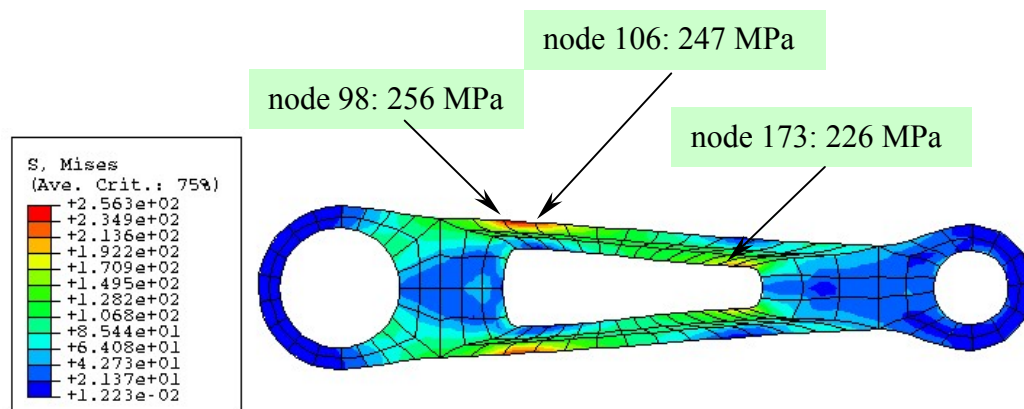 node 106: 247 MPa
node 98: 256 MPa
node 173: 226 MPa
S, Mises
(Ave. Crit.: 75%)
+2.563e+02
+2.349e+02
+2.136e+02
+1.922e+02
+1.709e+02
+1.495e+02
+1.282e+02
+1.068e+02
+8.544e+01
+6.408e+01
+4.273e+01
+2.137e+01
+1.223e-02